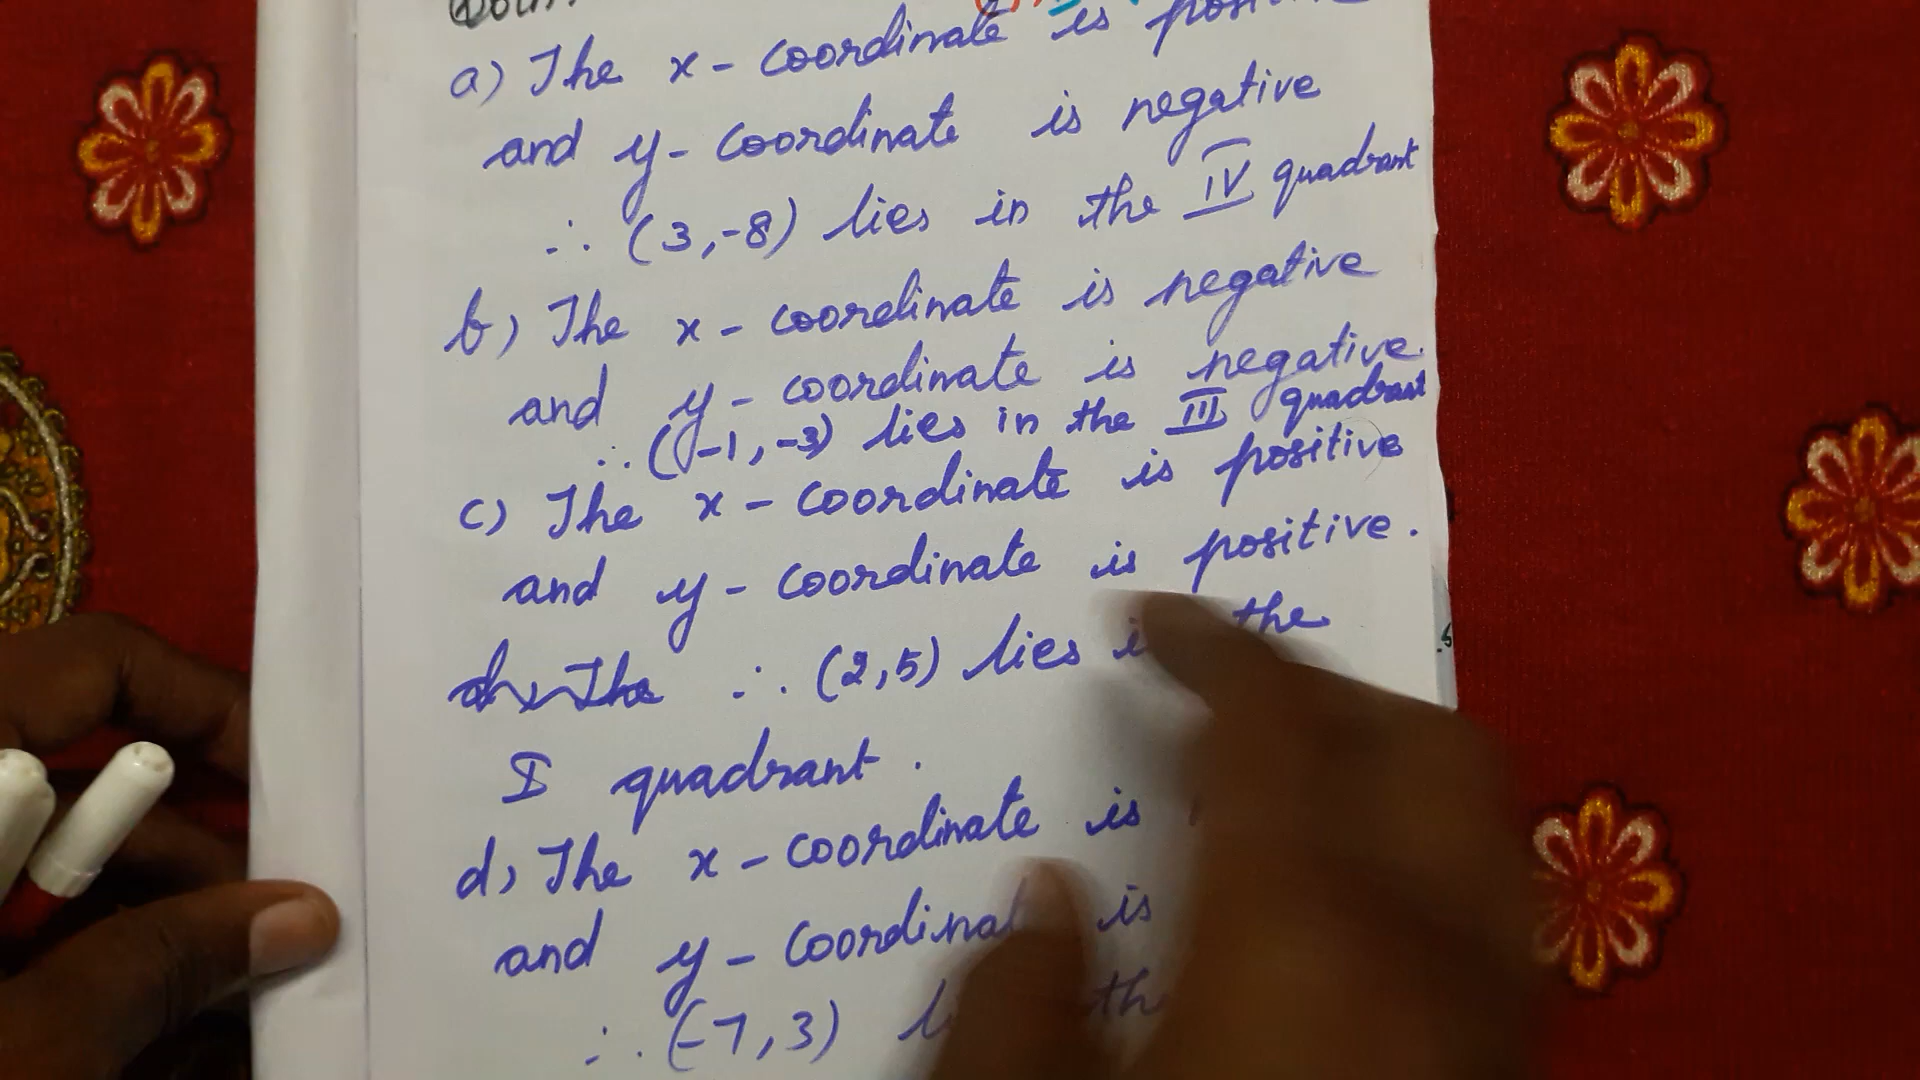 a) The x - coordinate is
and y - coordinate is negative
∴ (3,-8) lies in the IV quadrant
b) The x - coordinate is negative
and y - coordinate is negative.
∴ (-1,-3) lies in the III quadrant
c) The x - coordinate is positive
and y - coordinate is positive.
∴ (2,5) lies the
I quadrant.
d) The x - coordinate is
and y - is
∴ (-7,3)